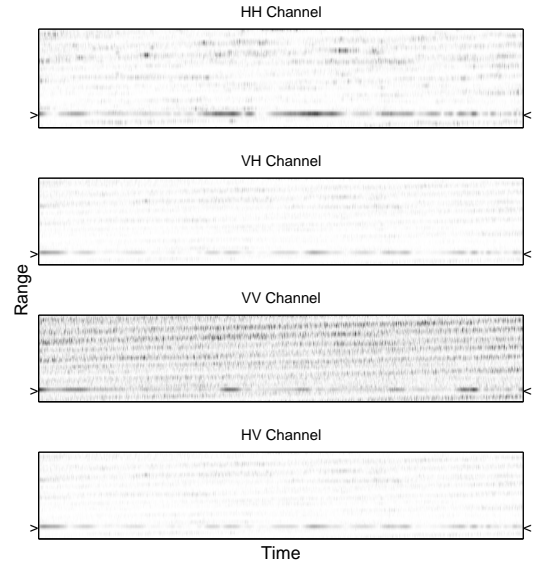 HH Channel
> <
VH Channel
> <
Range
VV Channel
> <
HV Channel
> <
Time